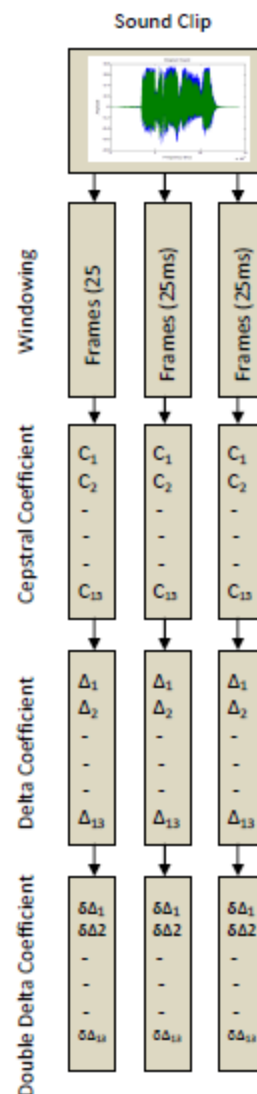 Sound Clip
Windowing
Frames (25
Frames (25ms)
Frames (25ms)
Cepstral Coefficient
C₁ C₁ C₁
C₂ C₂ C₂
- - -
- - -
- - -
C₁₃ C₁₃ C₁₃
Delta Coefficient
Δ₁ Δ₁ Δ₁
Δ₂ Δ₂ Δ₂
- - -
- - -
- - -
Δ₁₃ Δ₁₃ Δ₁₃
Double Delta Coefficient
δΔ₁ δΔ₁ δΔ₁
δΔ2 δΔ2 δΔ2
- - -
- - -
- - -
δΔ₁₃ δΔ₁₃ δΔ₁₃